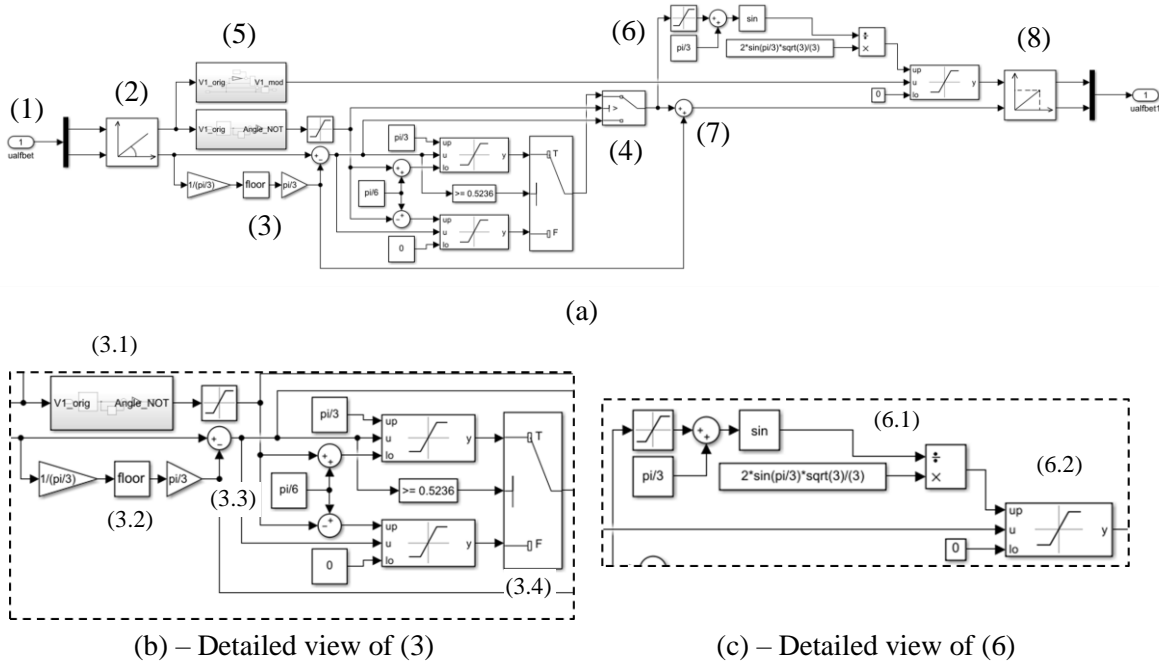 (1)
1
ualfbet
(2)
(5)
V1_orig V1_mod
V1_orig Angle_NOT
1/(pi/3) floor pi/3
(3)
pi/3
pi/6
0
up
u
lo
y
>= 0.5236
up
u
lo
y
T
F
>
(4)
(6)
pi/3
+
+
sin
2*sin(pi/3)*sqrt(3)/(3)
÷
×
0
up
u
lo
(7)
(8)
1
ualfbet1
(a)
(3.1)
V1_orig Angle_NOT
1/(pi/3) floor pi/3
(3.2)
(3.3)
pi/3
pi/6
0
up
u
lo
y
>= 0.5236
up
u
lo
y
T
F
(3.4)
pi/3
+
+
sin
2*sin(pi/3)*sqrt(3)/(3)
(6.1)
÷
×
(6.2)
0
up
u
lo
y
(b) – Detailed view of (3)
(c) – Detailed view of (6)